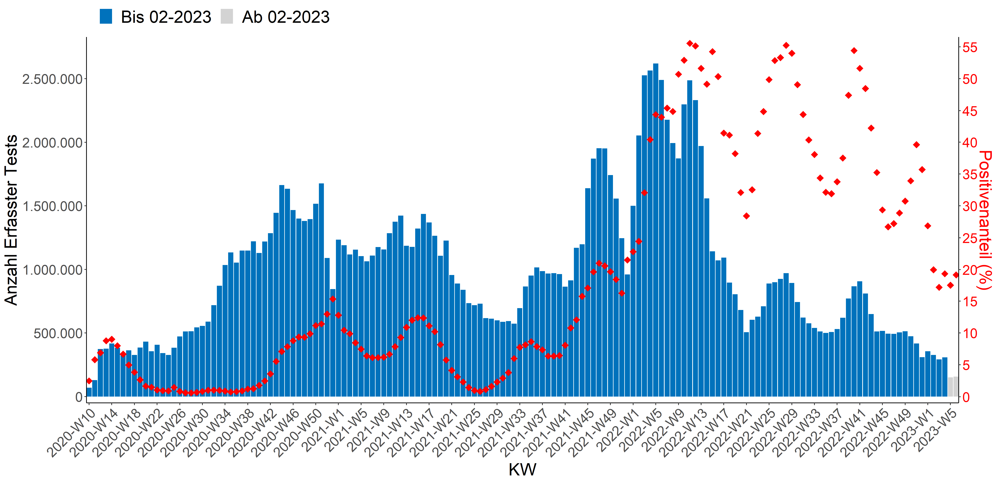 Bis 02-2023 Ab 02-2023
Anzahl Erfasster Tests
2.500.000
2.000.000
1.500.000
1.000.000
500.000
0
55
50
45
40
35
30
25
20
15
10
5
0
Positivenanteil (%)
2020-W10
2020-W14
2020-W18
2020-W22
2020-W26
2020-W30
2020-W34
2020-W38
2020-W42
2020-W46
2020-W50
2021-W1
2021-W5
2021-W9
2021-W13
2021-W17
2021-W21
2021-W25
2021-W29
2021-W33
2021-W37
2021-W41
2021-W45
2021-W49
2022-W1
2022-W5
2022-W9
2022-W13
2022-W17
2022-W21
2022-W25
2022-W29
2022-W33
2022-W37
2022-W41
2022-W45
2022-W49
2023-W1
2023-W5
KW